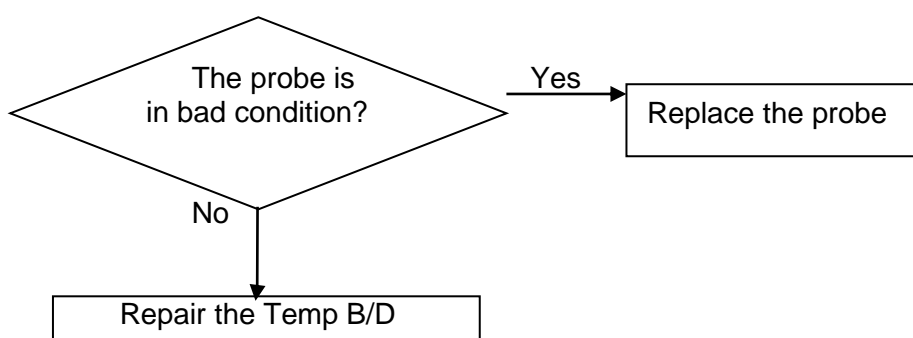 The probe is
in bad condition?
Yes
Replace the probe
No
Repair the Temp B/D